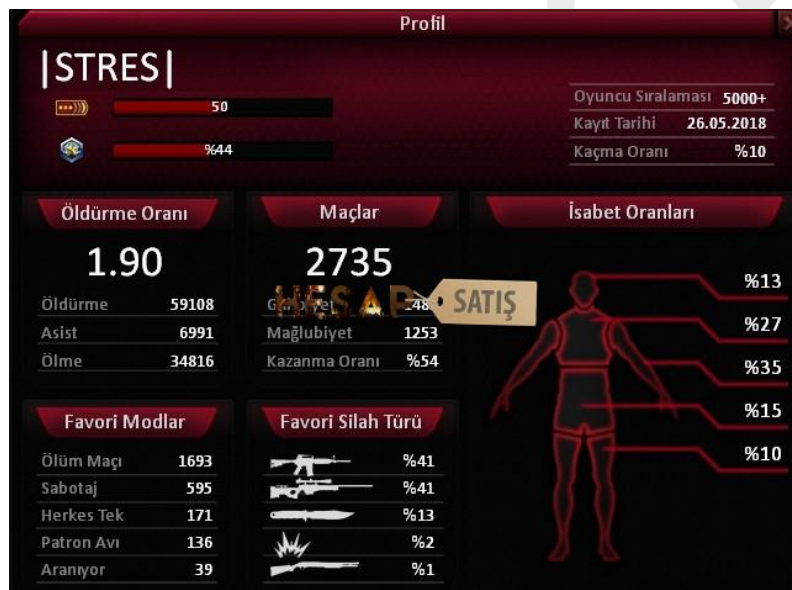 Profil
|STRES|
50
%44
Oyuncu Sıralaması 5000+
Kayıt Tarihi 26.05.2018
Kaçma Oranı %10
Öldürme Oranı
1.90
Öldürme 59108
Asist 6991
Ölme 34816
Maçlar
2735
HESAP SATIŞ
Mağlubiyet 1253
Kazanma Oranı %54
İsabet Oranları
%13
%27
%35
%15
%10
Favori Modlar
Ölüm Maçı 1693
Sabotaj 595
Herkes Tek 171
Patron Avı 136
Aranıyor 39
Favori Silah Türü
%41
%41
%13
%2
%1